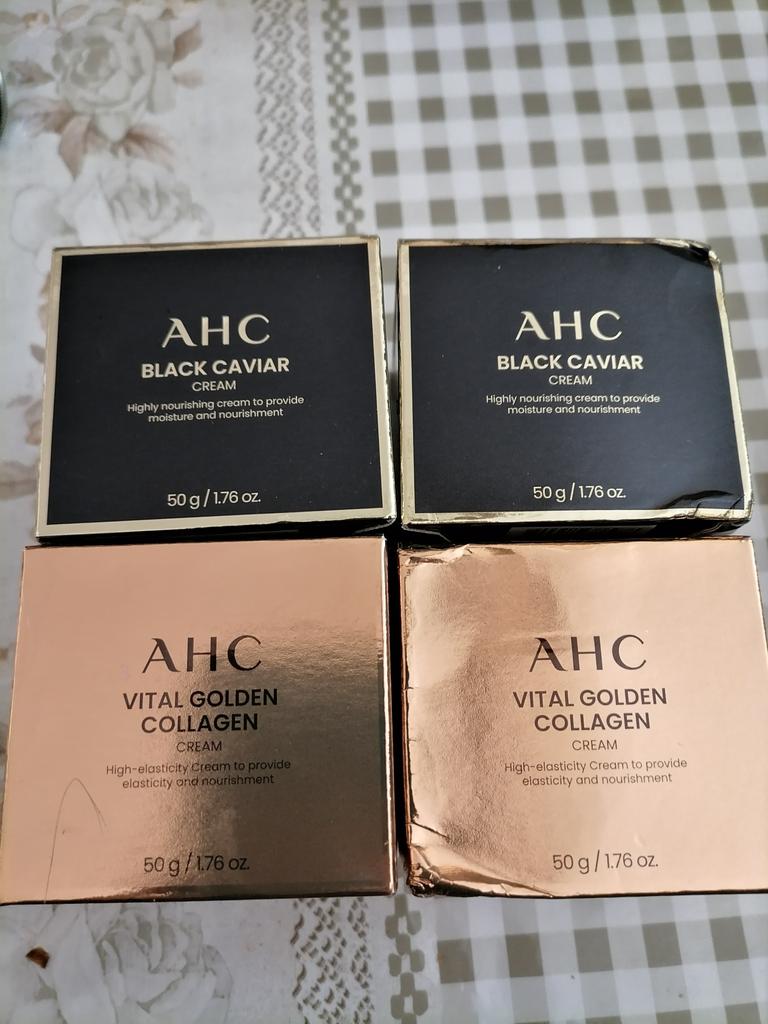 AHC
BLACK CAVIAR
CREAM
Highly nourishing cream to provide
moisture and nourishment
50 g / 1.76 oz.
AHC
BLACK CAVIAR
CREAM
Highly nourishing cream to provide
moisture and nourishment
50 g / 1.76 oz.
AHC
VITAL GOLDEN
COLLAGEN
CREAM
High-elasticity Cream to provide
elasticity and nourishment
50 g / 1.76 oz.
AHC
VITAL GOLDEN
COLLAGEN
CREAM
High-elasticity Cream to provide
elasticity and nourishment
50 g / 1.76 oz.